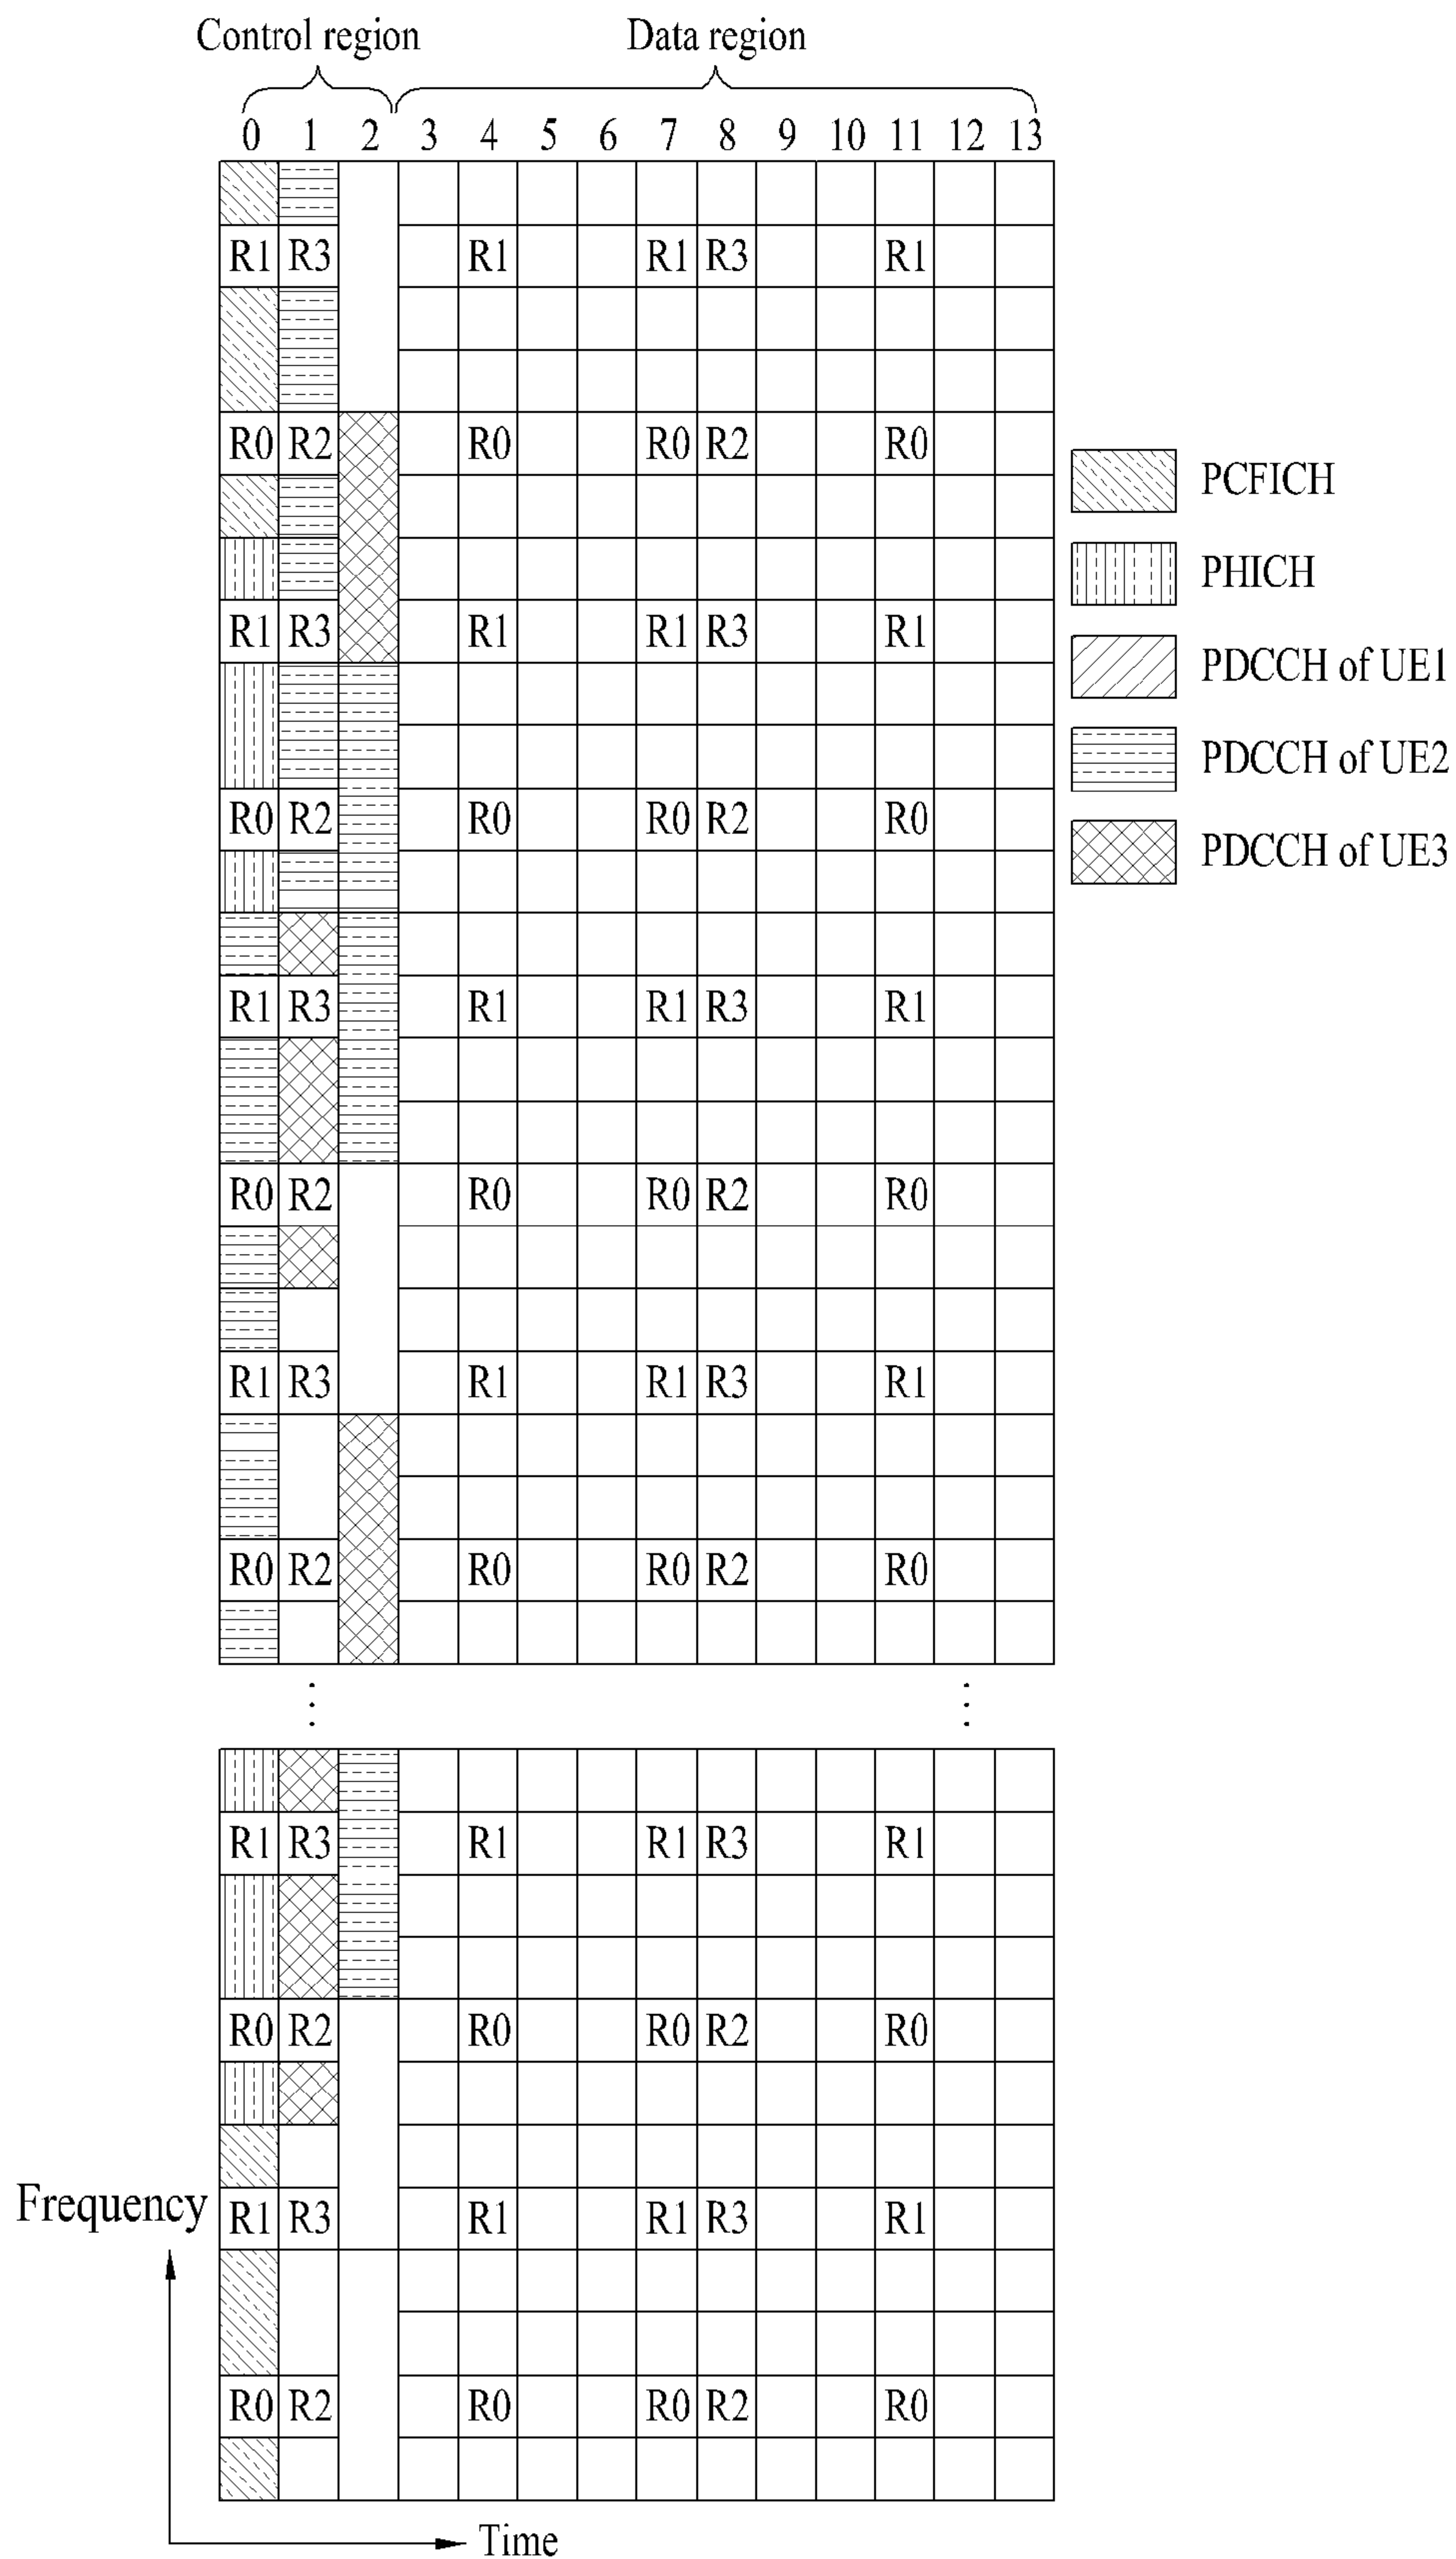 Control region Data region
0 1 2 3 4 5 6 7 8 9 10 11 12 13
R1 R3 R1 R1 R3 R1
R0 R2 R0 R0 R2 R0
PCFICH
PHICH
R1 R3 R1 R1 R3 R1
PDCCH of UE1
PDCCH of UE2
R0 R2 R0 R0 R2 R0
PDCCH of UE3
R1 R3 R1 R1 R3 R1
R0 R2 R0 R0 R2 R0
R1 R3 R1 R1 R3 R1
R0 R2 R0 R0 R2 R0
R1 R3 R1 R1 R3 R1
R0 R2 R0 R0 R2 R0
Frequency
R1 R3 R1 R1 R3 R1
R0 R2 R0 R0 R2 R0
Time